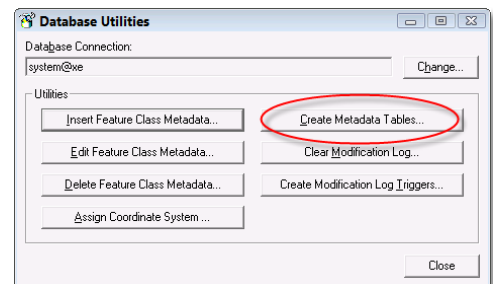 Database Utilities
Database Connection:
system@xe
Change...
Utilities
Insert Feature Class Metadata...
Create Metadata Tables...
Edit Feature Class Metadata...
Clear Modification Log...
Delete Feature Class Metadata...
Create Modification Log Triggers...
Assign Coordinate System ...
Close